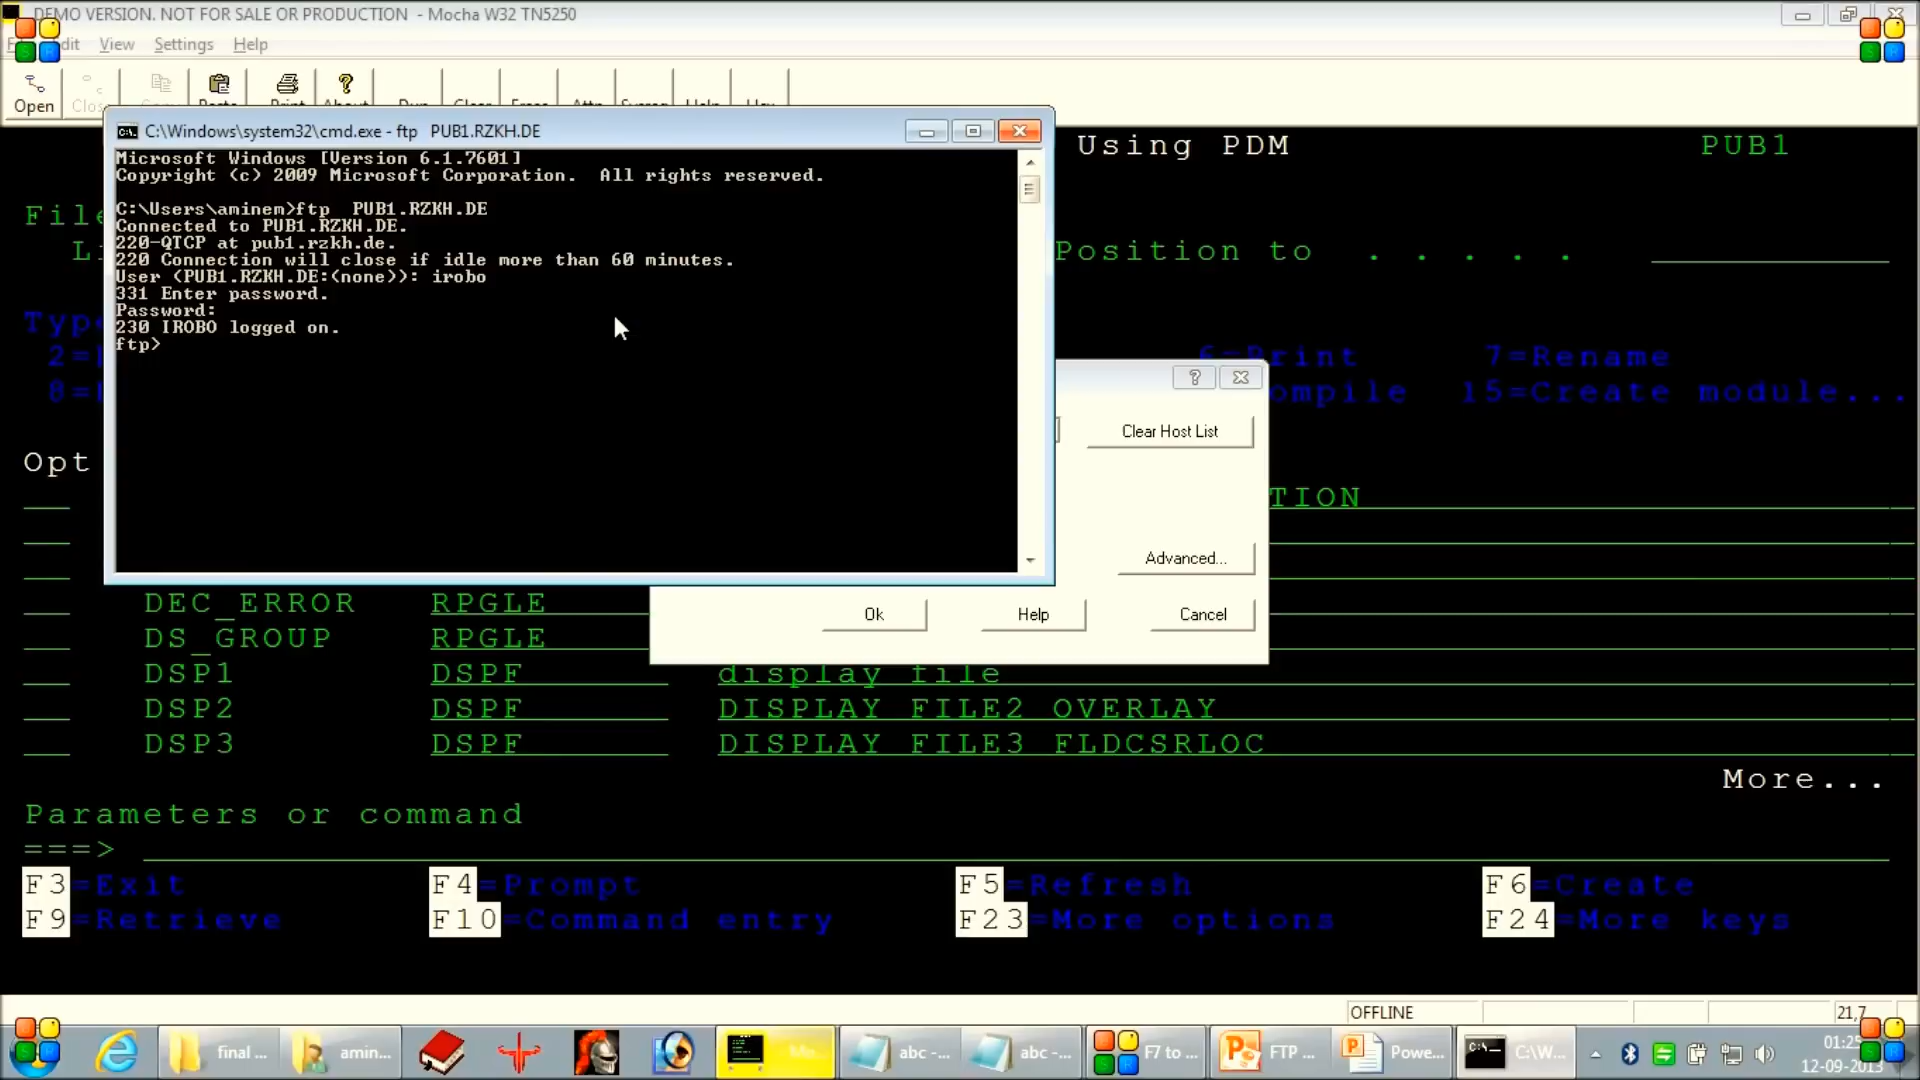 DEMO VERSION. NOT FOR SALE OR PRODUCTION - Mocha W32 TN5250
View Settings Help
Open
C:\Windows\system32\cmd.exe - ftp PUB1.RZKH.DE
Microsoft Windows [Version 6.1.7601]
Copyright (c) 2009 Microsoft Corporation. All rights reserved.
C:\Users\aminem>ftp PUB1.RZKH.DE
Connected to PUB1.RZKH.DE.
220-QTCP at pub1.rzkh.de.
220 Connection will close if idle more than 60 minutes.
User (PUB1.RZKH.DE:(none)): irobo
331 Enter password.
Password:
230 IROBO logged on.
ftp>
Using PDM PUB1
File
Position to . . . . .
Type
6=Print 7=Rename
15=Create module...
Clear Host List
Opt
Advanced...
Ok Help Cancel
DEC_ERROR RPGLE
DS_GROUP RPGLE
DSP1 DSPF display file
DSP2 DSPF DISPLAY FILE2 OVERLAY
DSP3 DSPF DISPLAY FILE3 FLDCSRLOC
More...
Parameters or command
===>
F3=Exit F4=Prompt F5=Refresh F6=Create
F9=Retrieve F10=Command entry F23=More options F24=More keys
OFFLINE 21,7
final ... amin... abc -... abc -... F7 to ... FTP ... Powe... C:\W...
12-09-2013